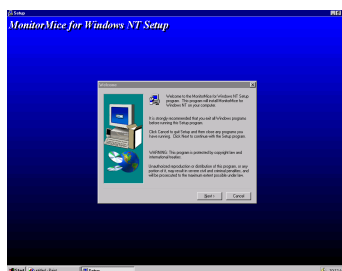 Setup
MonitorMice for Windows NT Setup
Welcome
Welcome to the MonitorMice for Windows NT Setup
program. This program will install MonitorMice for
Windows NT on your computer.
It is strongly recommended that you exit all Windows programs
before running this Setup program.
Click Cancel to quit Setup and then close any programs you
have running. Click Next to continue with the Setup program.
WARNING: This program is protected by copyright law and
international treaties.
Unauthorized reproduction or distribution of this program, or any
portion of it, may result in severe civil and criminal penalties, and
will be prosecuted to the maximum extent possible under law.
Next >
Cancel
Start
Setup